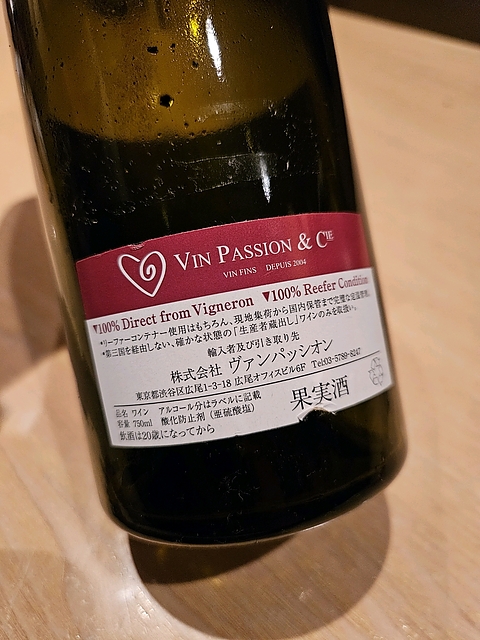 VIN PASSION & CIE
VIN FINS DEPUIS 2004
▼100% Direct from Vigneron ▼100% Reefer Condition
*リーファーコンテナー使用はもちろん、現地集荷から国内保管まで完璧な定温管理。
*第三国を経由しない、確かな状態の「生産者蔵出し」ワインのみを取扱い。
輸入者及び引き取り先
株式会社 ヴァンパッシオン
東京都渋谷区広尾1-3-18 広尾オフィスビル6F Tel:03-5789-8247
品名 ワイン アルコール分はラベルに記載
容量 750ml 酸化防止剤（亜硫酸塩）
果実酒
飲酒は20歳になってから